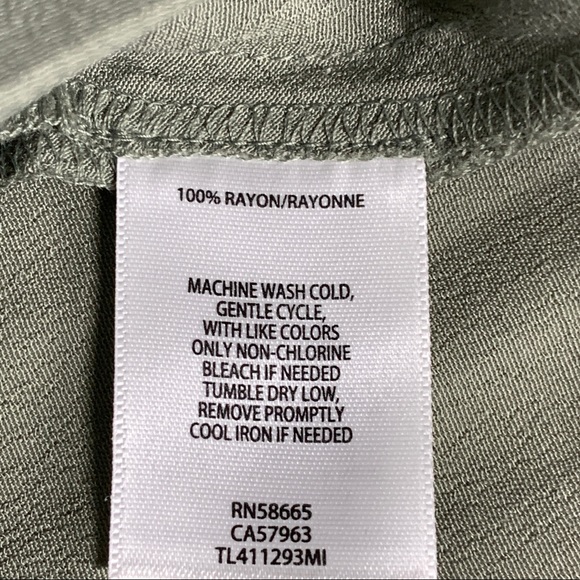 100% RAYON/RAYONNE
MACHINE WASH COLD,
GENTLE CYCLE,
WITH LIKE COLORS
ONLY NON-CHLORINE
BLEACH IF NEEDED
TUMBLE DRY LOW,
REMOVE PROMPTLY
COOL IRON IF NEEDED
RN58665
CA57963
TL411293MI